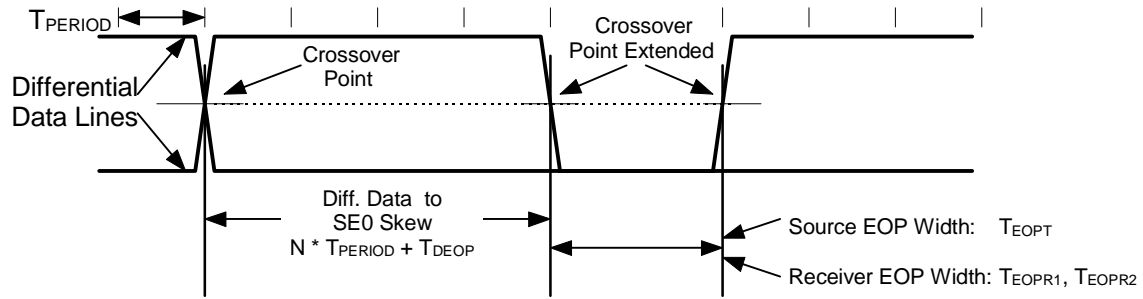 TPERIOD
Differential
Data Lines
Crossover
Point
Crossover
Point Extended
Diff. Data to
SE0 Skew
N * TPERIOD + TDEOP
Source EOP Width: TEOPT
Receiver EOP Width: TEOPR1, TEOPR2